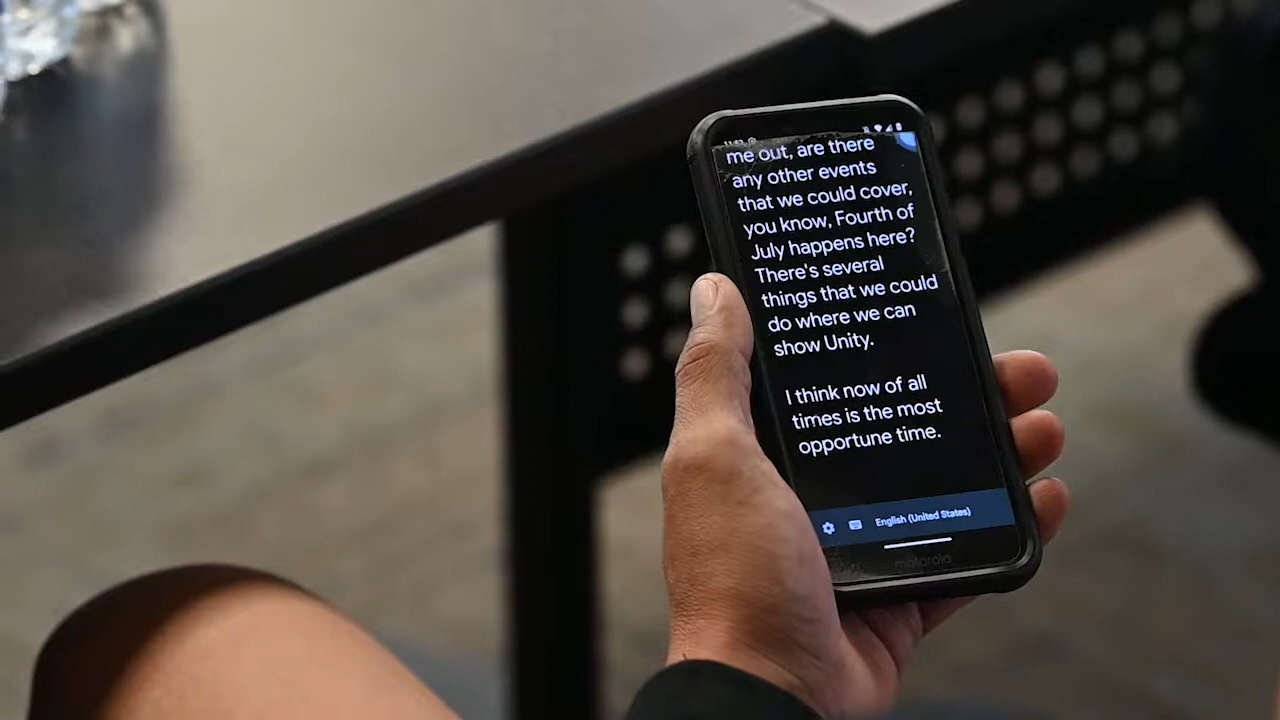 me out, are there
any other events
that we could cover,
you know, Fourth of
July happens here?
There's several
things that we could
do where we can
show Unity.
I think now of all
times is the most
opportune time.
English (United States)
motorola